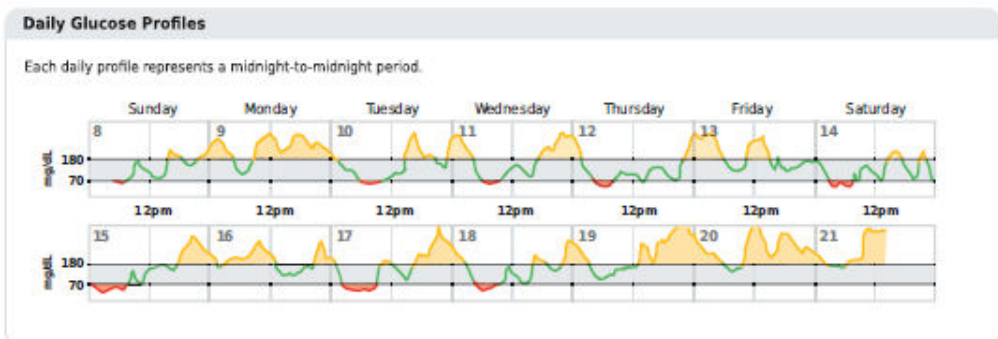 Daily Glucose Profiles
Each daily profile represents a midnight-to-midnight period.
Sunday Monday Tuesday Wednesday Thursday Friday Saturday
8 9 10 11 12 13 14
mg/dL
180
70
12pm 12pm 12pm 12pm 12pm 12pm 12pm
15 16 17 18 19 20 21
mg/dL
180
70